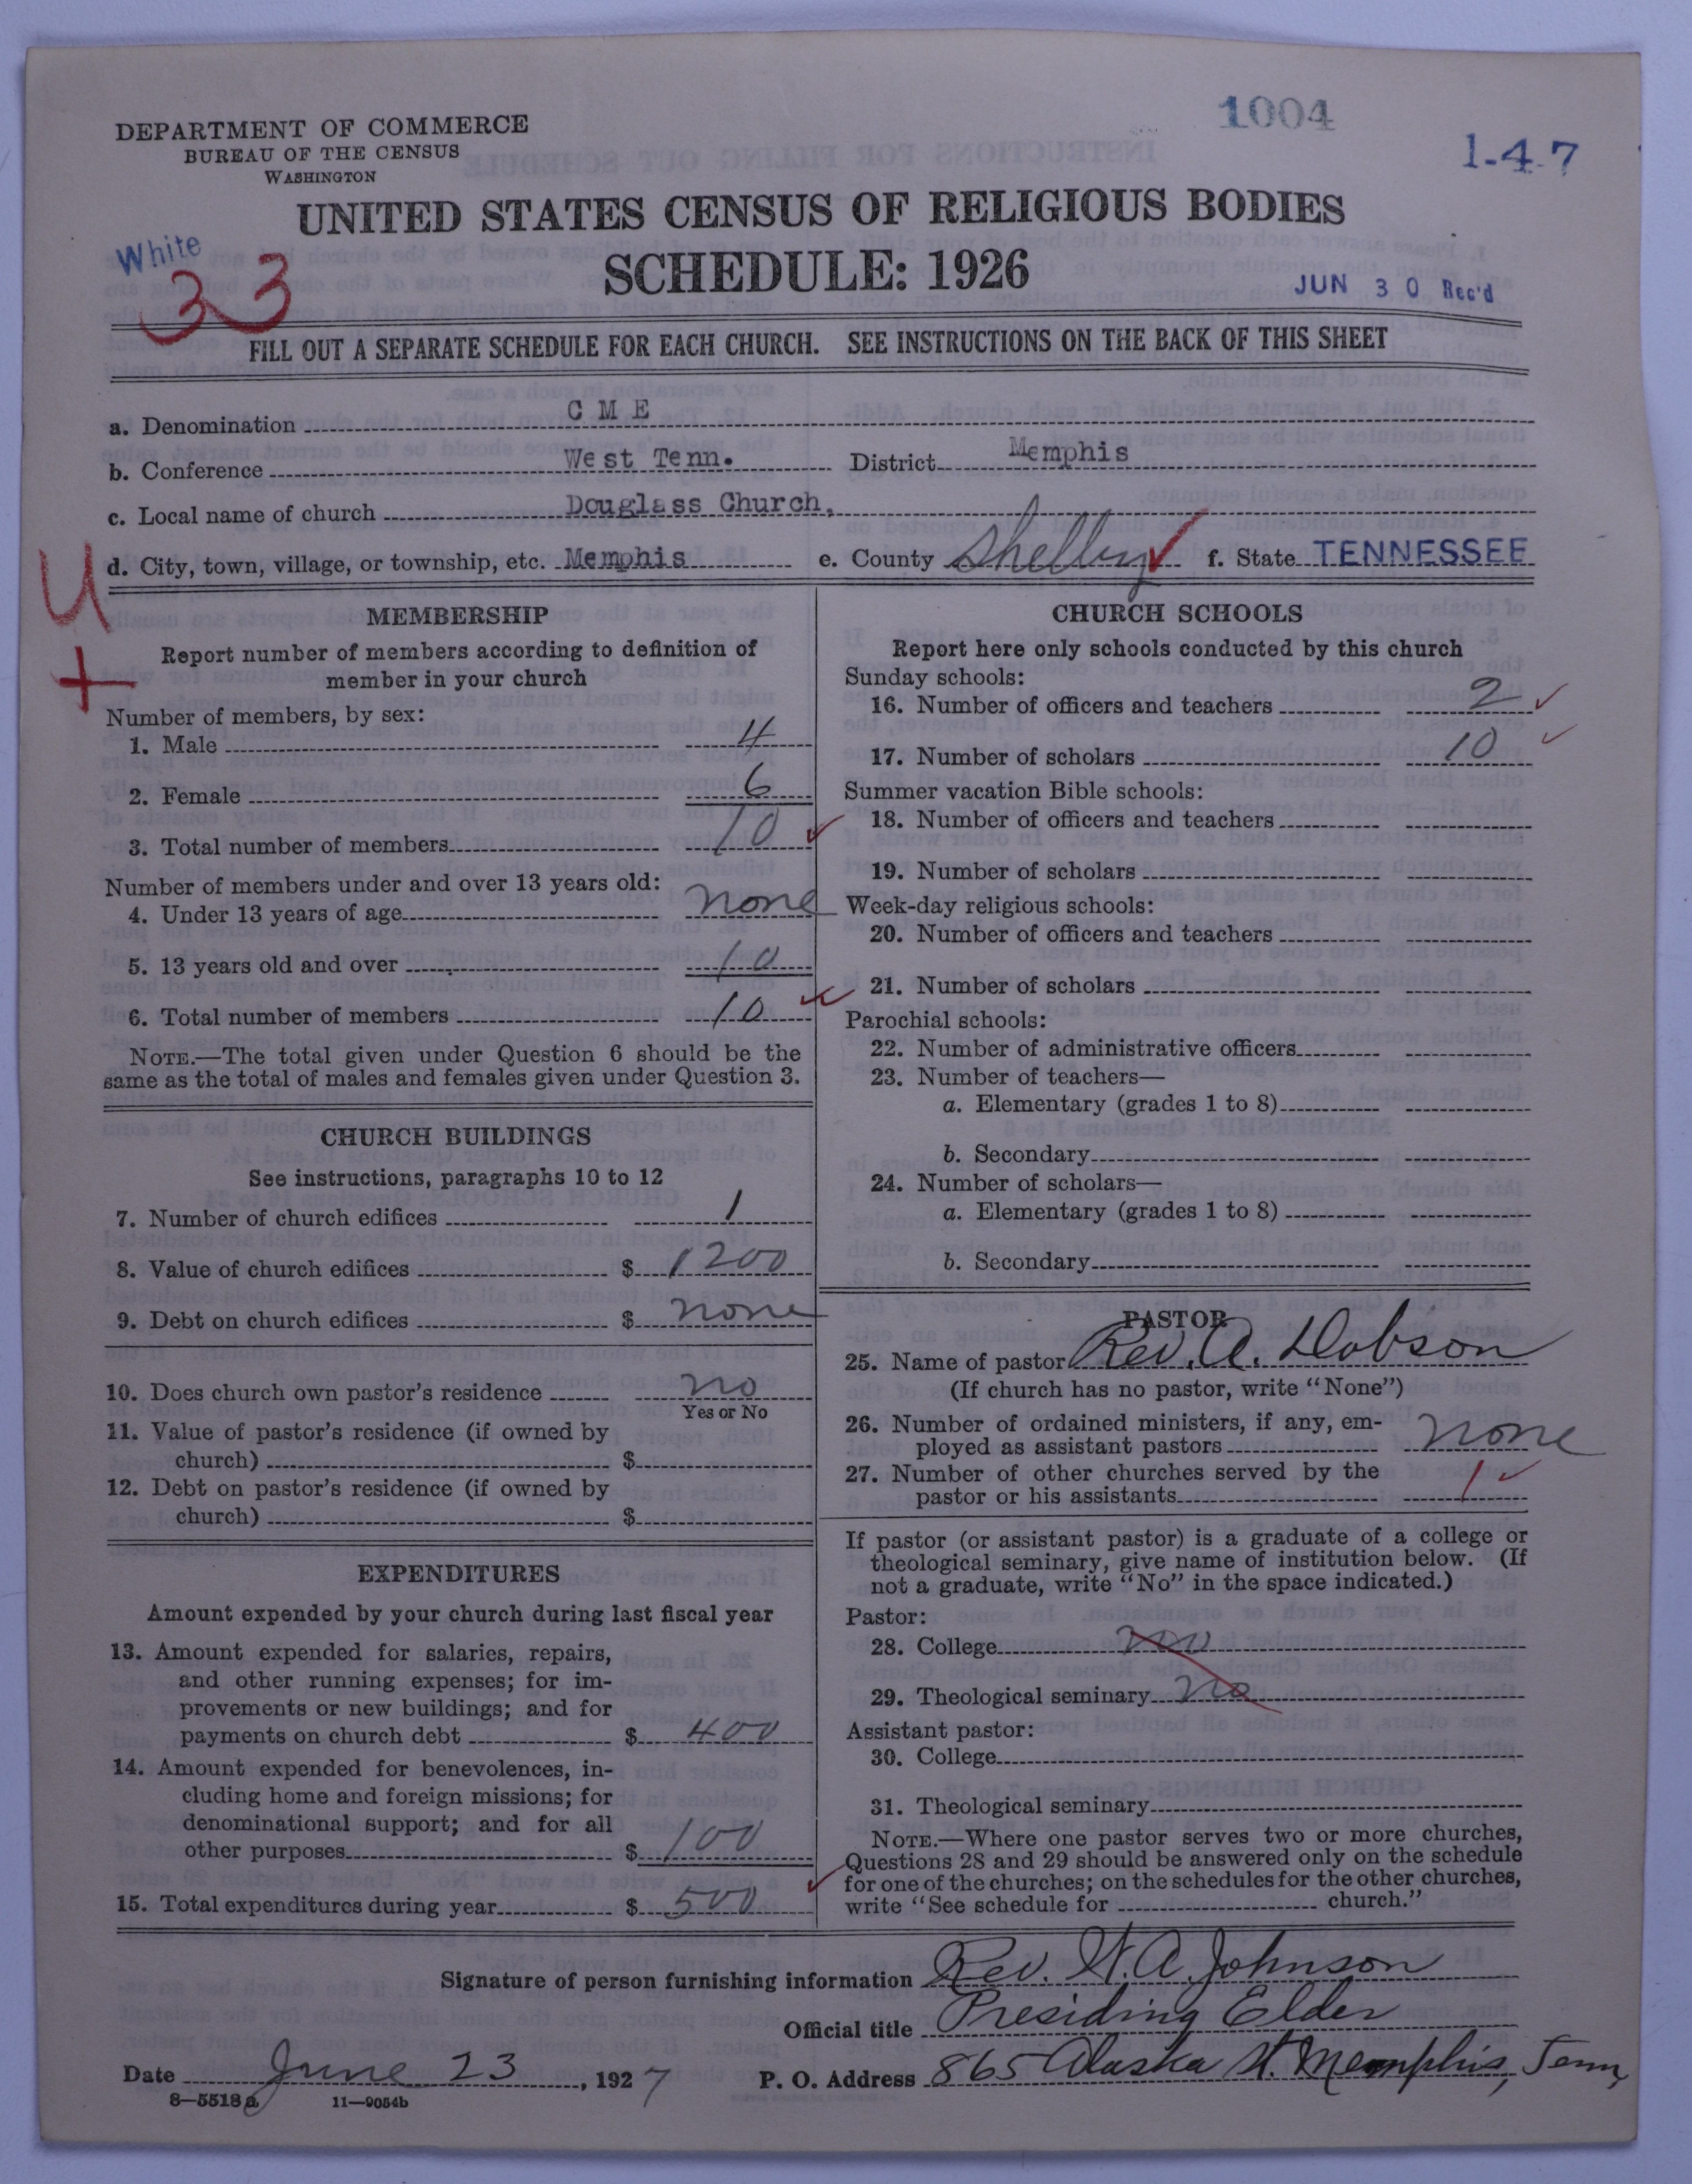 1004
DEPARTMENT OF COMMERCE
BUREAU OF THE CENSUS
WASHINGTON
1-4-7
UNITED STATES CENSUS OF RELIGIOUS BODIES
White
33
SCHEDULE: 1926
JUN 30 Rec'd
FILL OUT A SEPARATE SCHEDULE FOR EACH CHURCH. SEE INSTRUCTIONS ON THE BACK OF THIS SHEET
a. Denomination C M E
b. Conference West Tenn. District Memphis
c. Local name of church Douglass Church,
d. City, town, village, or township, etc. Memphis e. County Shelby f. State TENNESSEE
U
+
MEMBERSHIP
Report number of members according to definition of
member in your church
Number of members, by sex:
1. Male 4
2. Female 6
3. Total number of members 10
Number of members under and over 13 years old:
4. Under 13 years of age none
5. 13 years old and over 10
6. Total number of members 10
NOTE.—The total given under Question 6 should be the
same as the total of males and females given under Question 3.
CHURCH BUILDINGS
See instructions, paragraphs 10 to 12
7. Number of church edifices 1
8. Value of church edifices $ 1200
9. Debt on church edifices $ none
10. Does church own pastor's residence no
Yes or No
11. Value of pastor's residence (if owned by
church) $
12. Debt on pastor's residence (if owned by
church) $
EXPENDITURES
Amount expended by your church during last fiscal year
13. Amount expended for salaries, repairs,
and other running expenses; for im-
provements or new buildings; and for
payments on church debt $ 400
14. Amount expended for benevolences, in-
cluding home and foreign missions; for
denominational support; and for all
other purposes $ 100
15. Total expenditures during year $ 500
CHURCH SCHOOLS
Report here only schools conducted by this church
Sunday schools:
16. Number of officers and teachers 2
17. Number of scholars 10
Summer vacation Bible schools:
18. Number of officers and teachers
19. Number of scholars
Week-day religious schools:
20. Number of officers and teachers
21. Number of scholars
Parochial schools:
22. Number of administrative officers
23. Number of teachers—
a. Elementary (grades 1 to 8)
b. Secondary
24. Number of scholars—
a. Elementary (grades 1 to 8)
b. Secondary
PASTOR
25. Name of pastor Rev. A. Dobson
(If church has no pastor, write "None")
26. Number of ordained ministers, if any, em-
ployed as assistant pastors none
27. Number of other churches served by the
pastor or his assistants 1
If pastor (or assistant pastor) is a graduate of a college or
theological seminary, give name of institution below. (If
not a graduate, write "No" in the space indicated.)
Pastor:
28. College no
29. Theological seminary no
Assistant pastor:
30. College
31. Theological seminary
NOTE.—Where one pastor serves two or more churches,
Questions 28 and 29 should be answered only on the schedule
for one of the churches; on the schedules for the other churches,
write "See schedule for church."
Signature of person furnishing information Rev. W. A. Johnson
Official title Presiding Elder
Date June 23, 1927 P. O. Address 865 Alaska St. Memphis, Tenn,
8—5518a 11—9054b